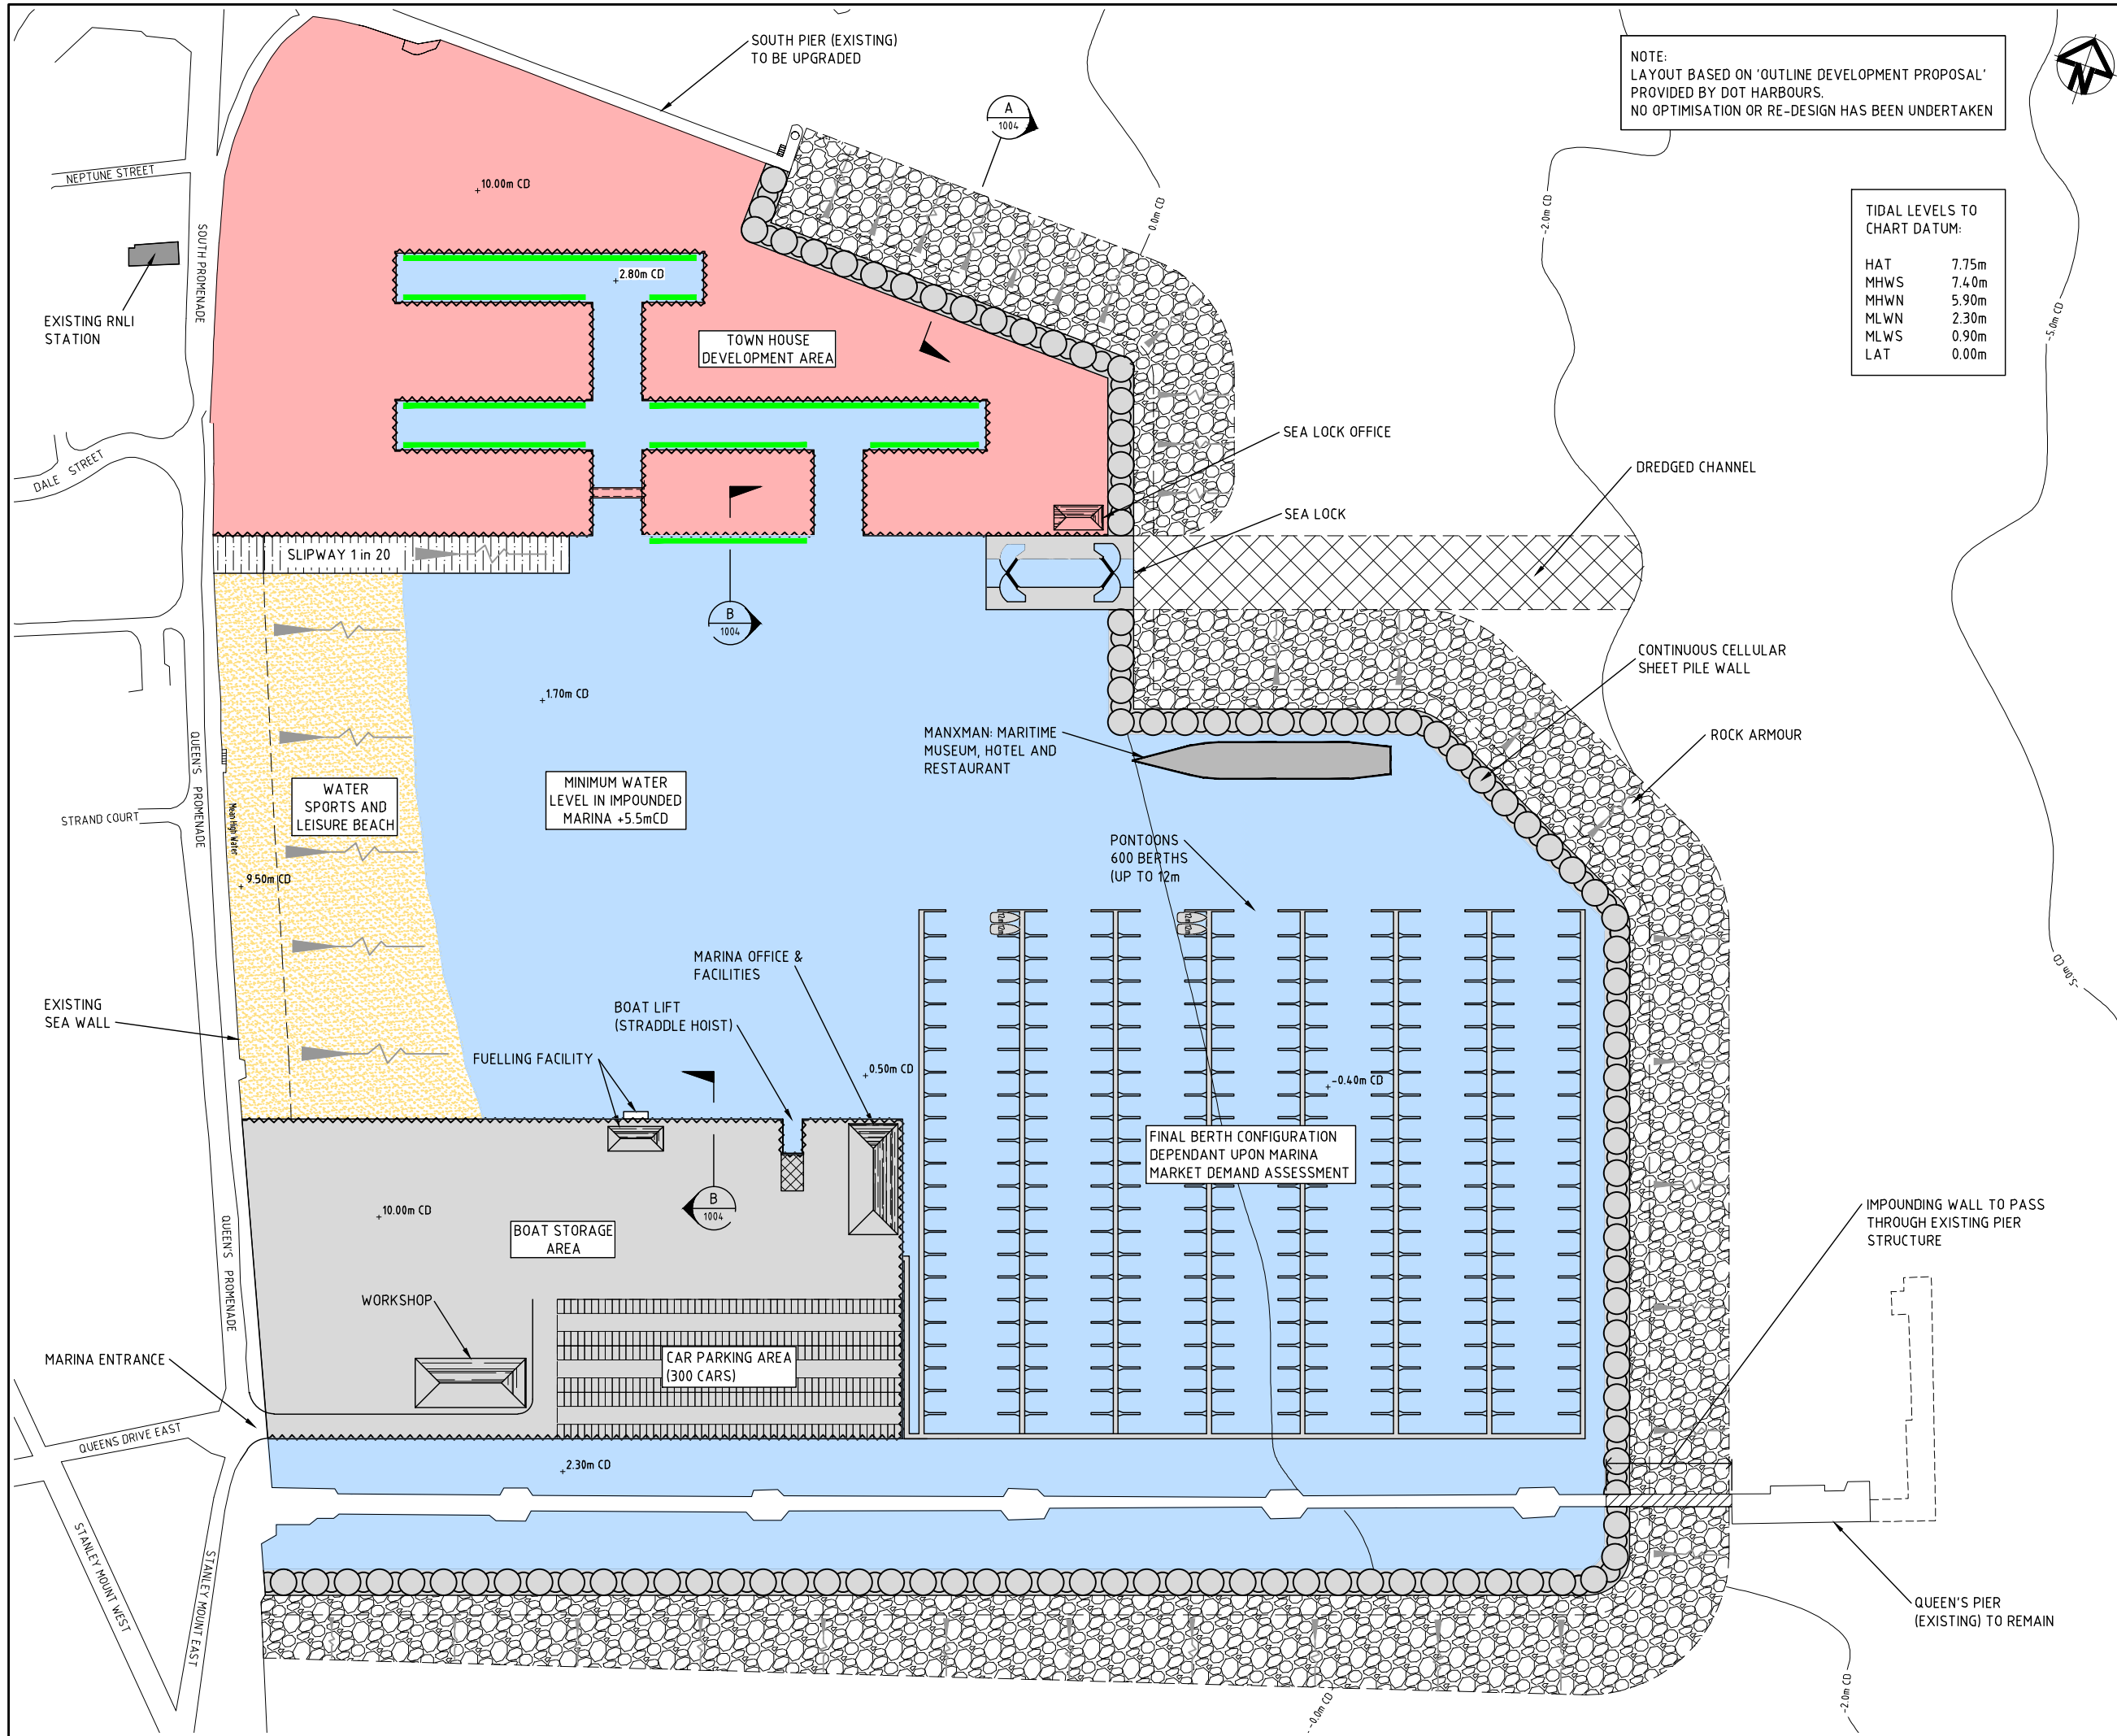 SOUTH PIER (EXISTING)
TO BE UPGRADED
A
1004
NOTE:
LAYOUT BASED ON 'OUTLINE DEVELOPMENT PROPOSAL'
PROVIDED BY DOT HARBOURS.
NO OPTIMISATION OR RE-DESIGN HAS BEEN UNDERTAKEN
N
NEPTUNE STREET
10.00m CD
0.0m CD
-2.0m CD
TIDAL LEVELS TO
CHART DATUM:
HAT 7.75m
MHWS 7.40m
MHWN 5.90m
MLWN 2.30m
MLWS 0.90m
LAT 0.00m
SOUTH PROMENADE
2.80m CD
-5.0m CD
EXISTING RNLI
STATION
TOWN HOUSE
DEVELOPMENT AREA
SEA LOCK OFFICE
DALE STREET
DREDGED CHANNEL
SEA LOCK
SLIPWAY 1 in 20
B
1004
CONTINUOUS CELLULAR
SHEET PILE WALL
1.70m CD
QUEEN'S PROMENADE
MANXMAN: MARITIME
MUSEUM, HOTEL AND
RESTAURANT
ROCK ARMOUR
WATER
SPORTS AND
LEISURE BEACH
MINIMUM WATER
LEVEL IN IMPOUNDED
MARINA +5.5mCD
STRAND COURT
Mean High Water
PONTOONS
600 BERTHS
(UP TO 12m
9.50m CD
12m
12m
12m
12m
MARINA OFFICE &
FACILITIES
-5.0m CD
EXISTING
SEA WALL
BOAT LIFT
(STRADDLE HOIST)
FUELLING FACILITY
0.50m CD
-0.40m CD
FINAL BERTH CONFIGURATION
DEPENDANT UPON MARINA
MARKET DEMAND ASSESSMENT
B
1004
10.00m CD
IMPOUNDING WALL TO PASS
THROUGH EXISTING PIER
STRUCTURE
BOAT STORAGE
AREA
QUEEN'S PROMENADE
WORKSHOP
MARINA ENTRANCE
CAR PARKING AREA
(300 CARS)
QUEENS DRIVE EAST
2.30m CD
STANLEY MOUNT WEST
STANLEY MOUNT EAST
QUEEN'S PIER
(EXISTING) TO REMAIN
-0.0m CD
-2.0m CD